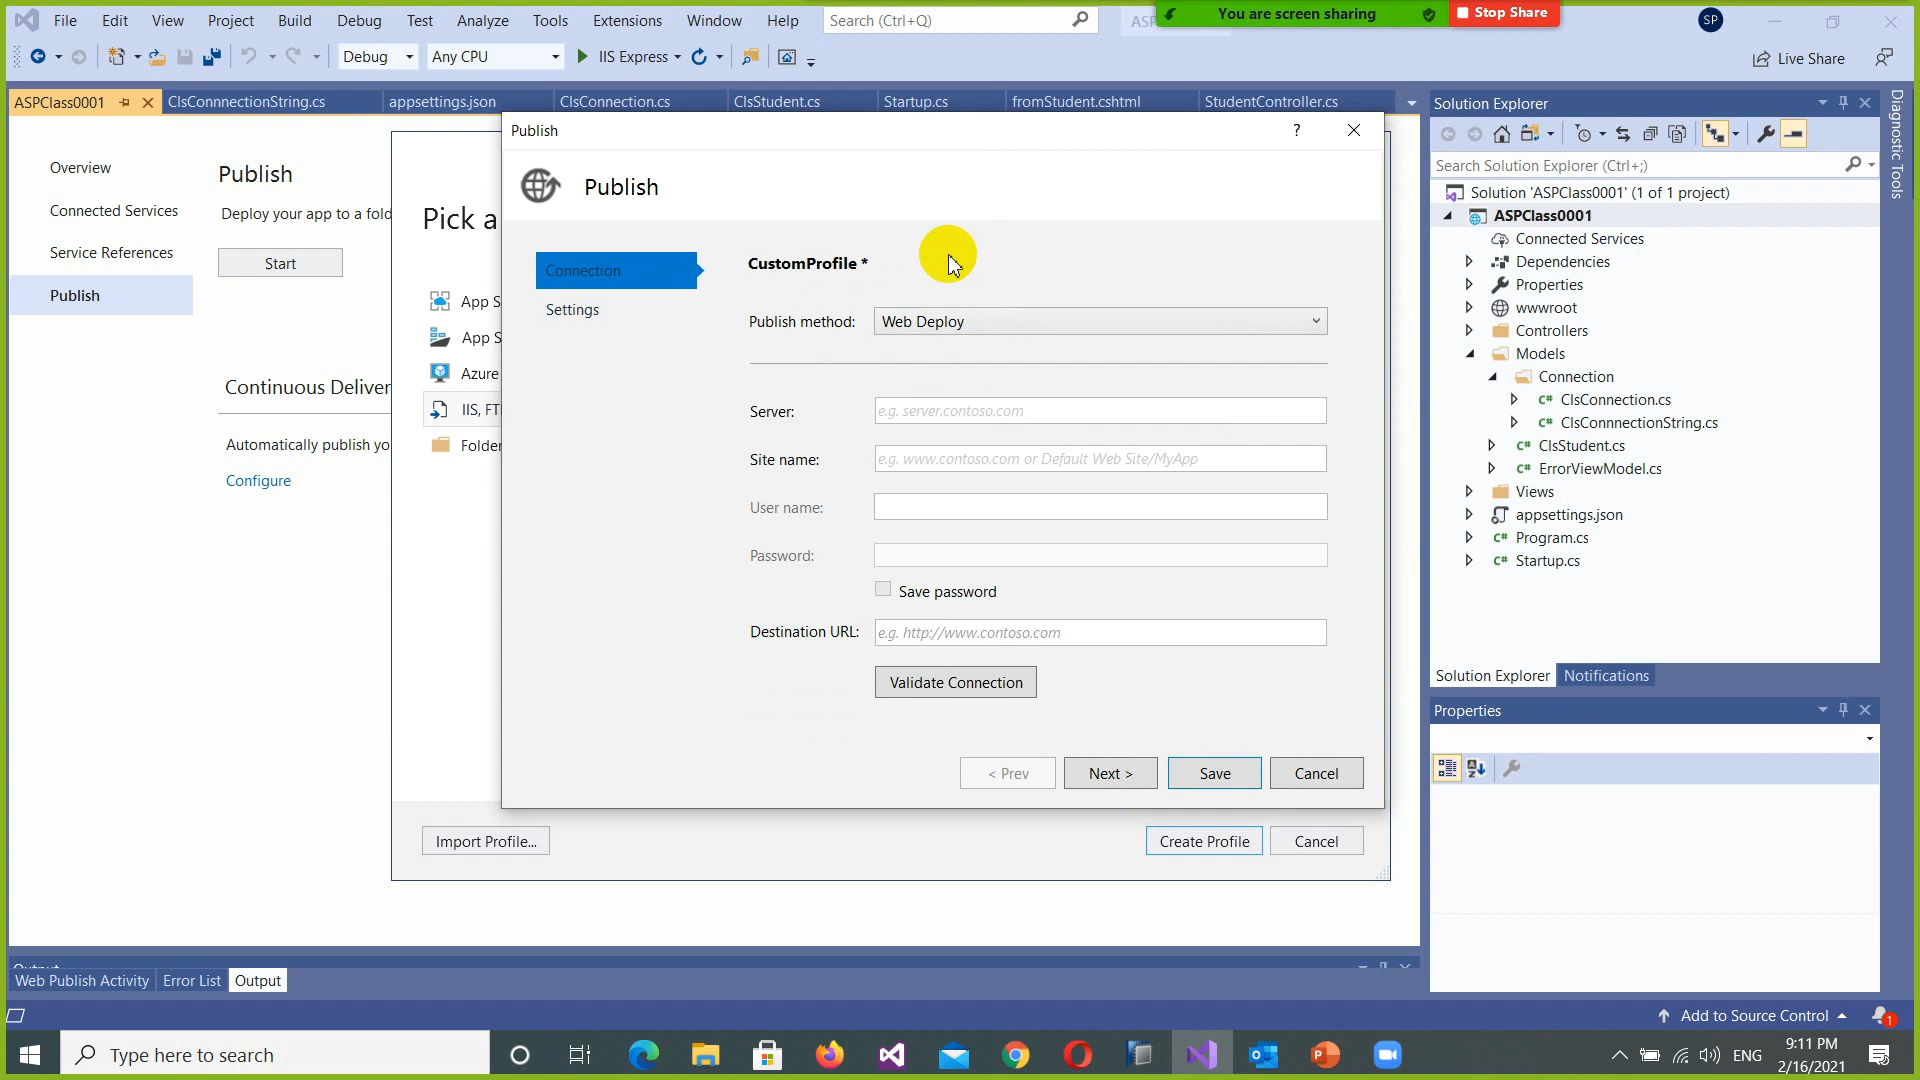 File Edit View Project Build Debug Test Analyze Tools Extensions Window Help Search (Ctrl+Q)
You are screen sharing
Stop Share
SP
Debug Any CPU IIS Express
Live Share
ASPClass0001 ClsConnnectionString.cs appsettings.json ClsConnection.cs ClsStudent.cs Startup.cs fromStudent.cshtml StudentController.cs
Overview
Connected Services
Service References
Publish
Publish
Deploy your app to a fold
Start
Continuous Deliver
Automatically publish yo
Configure
Pick a
App S
App S
Azure
IIS, FT
Folder
Import Profile...
Create Profile
Cancel
Publish
?
Publish
Connection
Settings
CustomProfile *
Publish method: Web Deploy
Server: e.g. server.contoso.com
Site name: e.g. www.contoso.com or Default Web Site/MyApp
User name:
Password:
Save password
Destination URL: e.g. http://www.contoso.com
Validate Connection
< Prev Next > Save Cancel
Solution Explorer
Search Solution Explorer (Ctrl+;)
Solution 'ASPClass0001' (1 of 1 project)
ASPClass0001
Connected Services
Dependencies
Properties
wwwroot
Controllers
Models
Connection
C# ClsConnection.cs
C# ClsConnnectionString.cs
C# ClsStudent.cs
C# ErrorViewModel.cs
Views
appsettings.json
C# Program.cs
C# Startup.cs
Solution Explorer Notifications
Properties
Diagnostic Tools
Web Publish Activity Error List Output
Add to Source Control
1
Type here to search
ENG
9:11 PM
2/16/2021